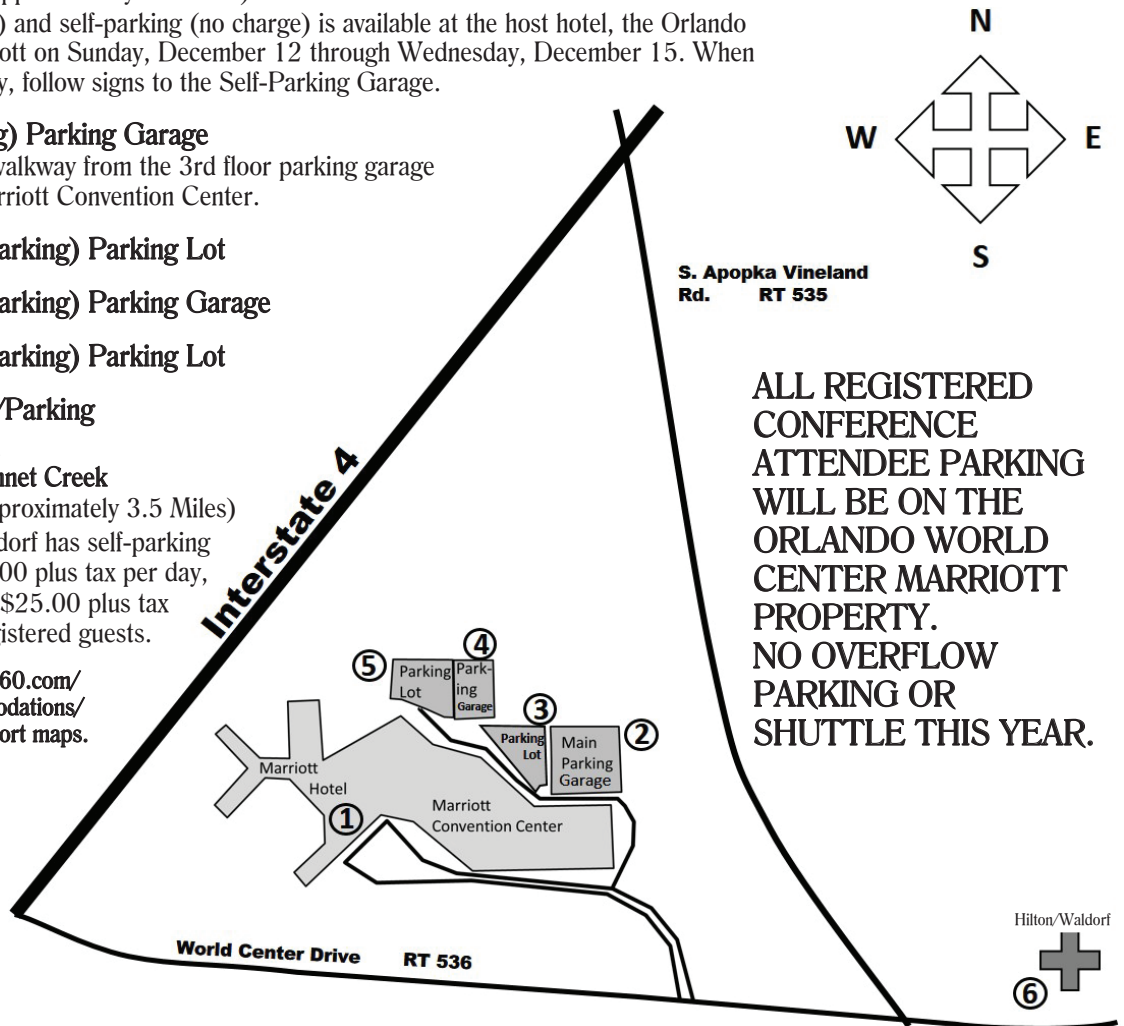 ) and self-parking (no charge) is available at the host hotel, the Orlando
ott on Sunday, December 12 through Wednesday, December 15. When
y, follow signs to the Self-Parking Garage.
g) Parking Garage
walkway from the 3rd floor parking garage
rriott Convention Center.
arking) Parking Lot
arking) Parking Garage
arking) Parking Lot
/Parking
nnet Creek
proximately 3.5 Miles)
dorf has self-parking
00 plus tax per day,
$25.00 plus tax
gistered guests.
60.com/
odations/
ort maps.
N
W
E
S
S. Apopka Vineland
Rd. RT 535
ALL REGISTERED
CONFERENCE
ATTENDEE PARKING
WILL BE ON THE
ORLANDO WORLD
CENTER MARRIOTT
PROPERTY.
NO OVERFLOW
PARKING OR
SHUTTLE THIS YEAR.
Interstate 4
5
Parking
Lot
4
Park-
ing
Garage
3
Parking
Lot
2
Main
Parking
Garage
Marriott
Hotel
1
Marriott
Convention Center
World Center Drive RT 536
Hilton/Waldorf
6